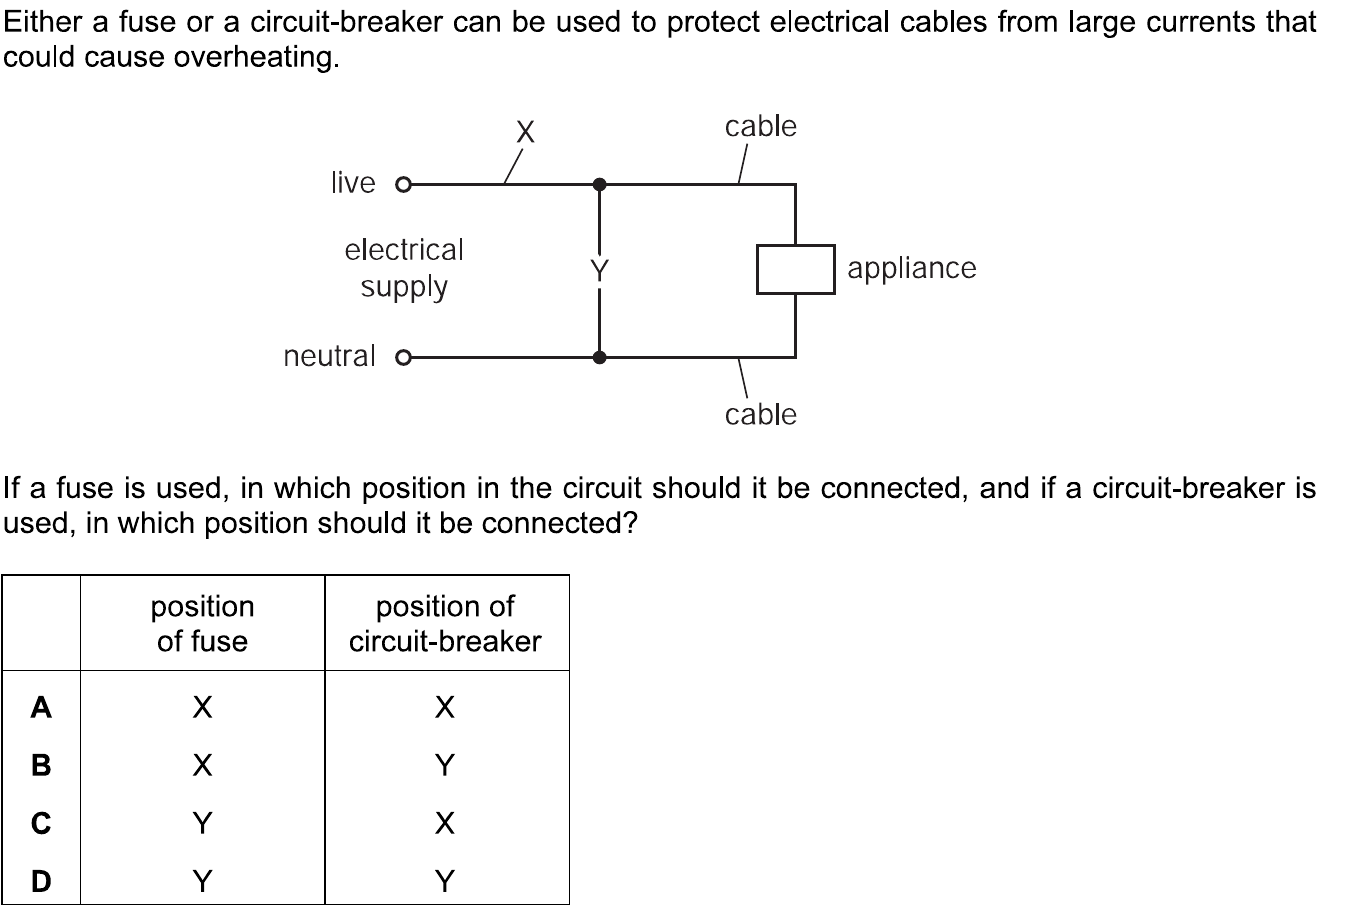 Either a fuse or a circuit-breaker can be used to protect electrical cables from large currents that
could cause overheating.
X
cable
live
electrical
supply
Y
appliance
neutral
cable
If a fuse is used, in which position in the circuit should it be connected, and if a circuit-breaker is
used, in which position should it be connected?
position of fuse
position of circuit-breaker
A X X
B X Y
C Y X
D Y Y